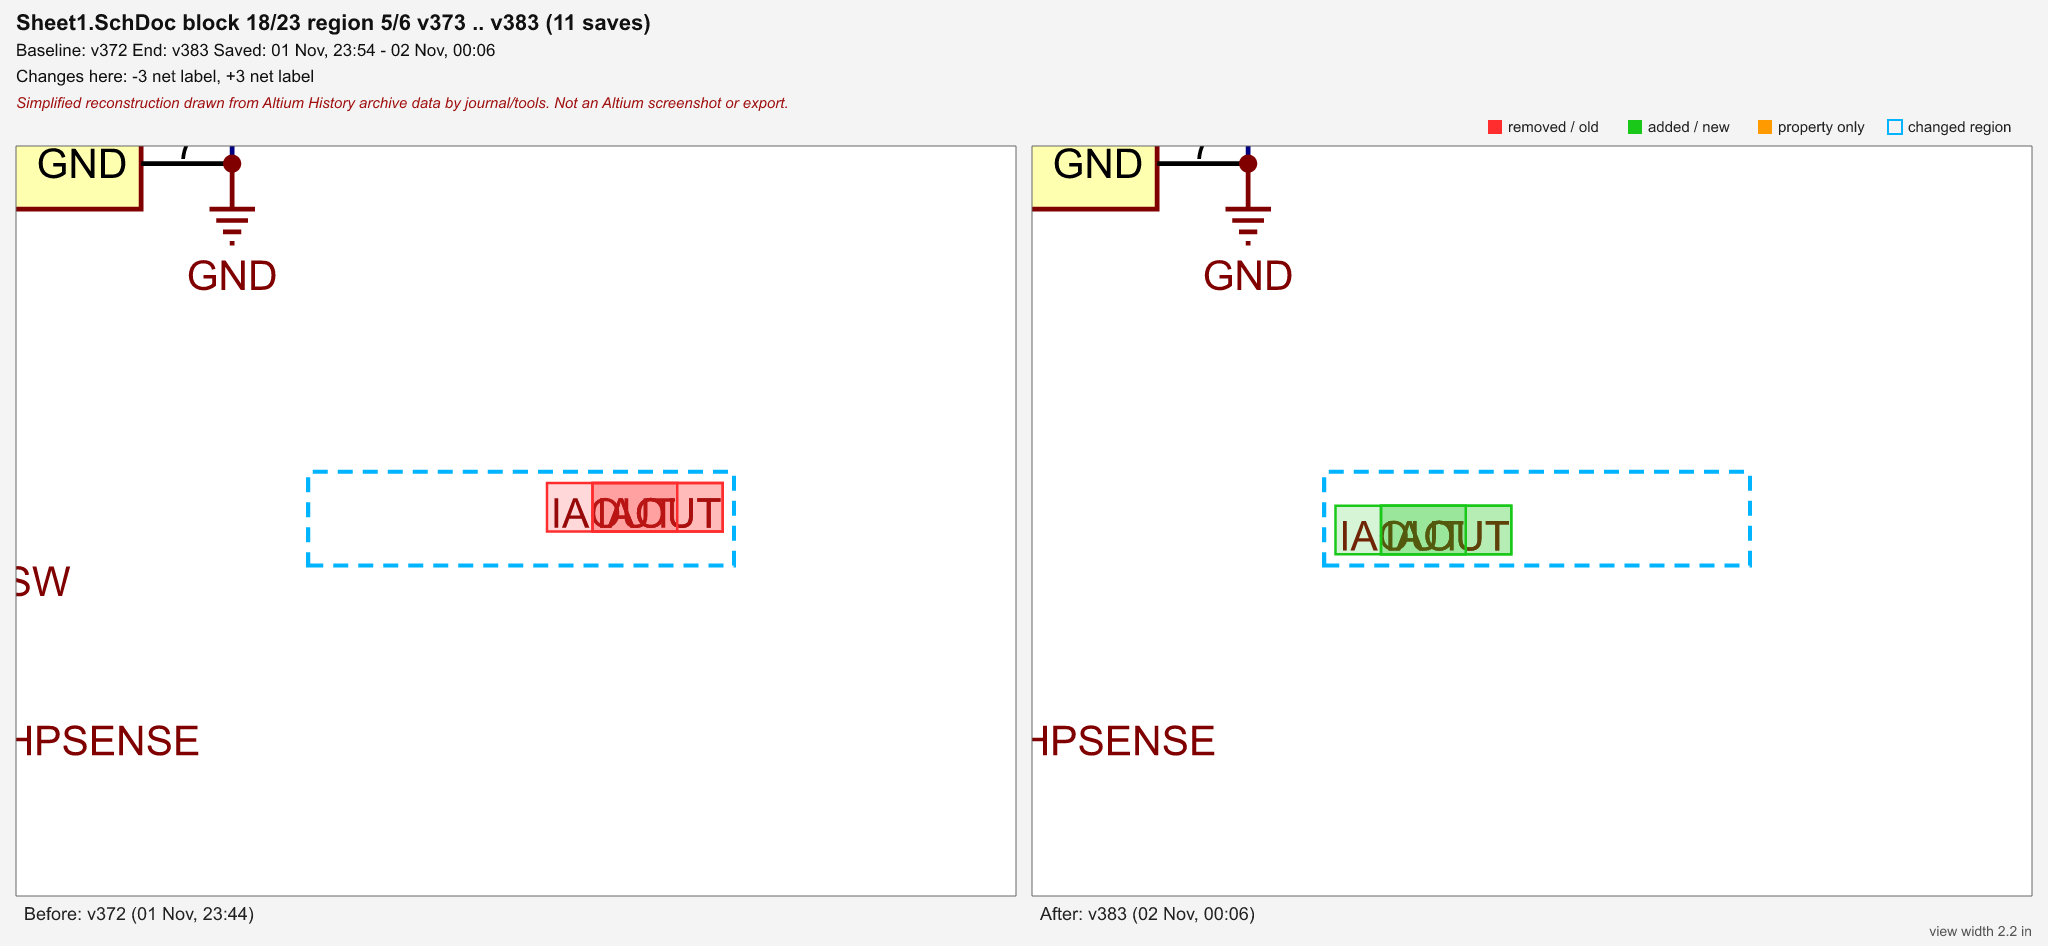 Sheet1.SchDoc block 18/23 region 5/6 v373 .. v383 (11 saves)
Baseline: v372 End: v383 Saved: 01 Nov, 23:54 - 02 Nov, 00:06
Changes here: -3 net label, +3 net label
Simplified reconstruction drawn from Altium History archive data by journal/tools. Not an Altium screenshot or export.
removed / old
added / new
property only
changed region
GND
GND
SW
HPSENSE
GND
GND
HPSENSE
Before: v372 (01 Nov, 23:44)
After: v383 (02 Nov, 00:06)
view width 2.2 in